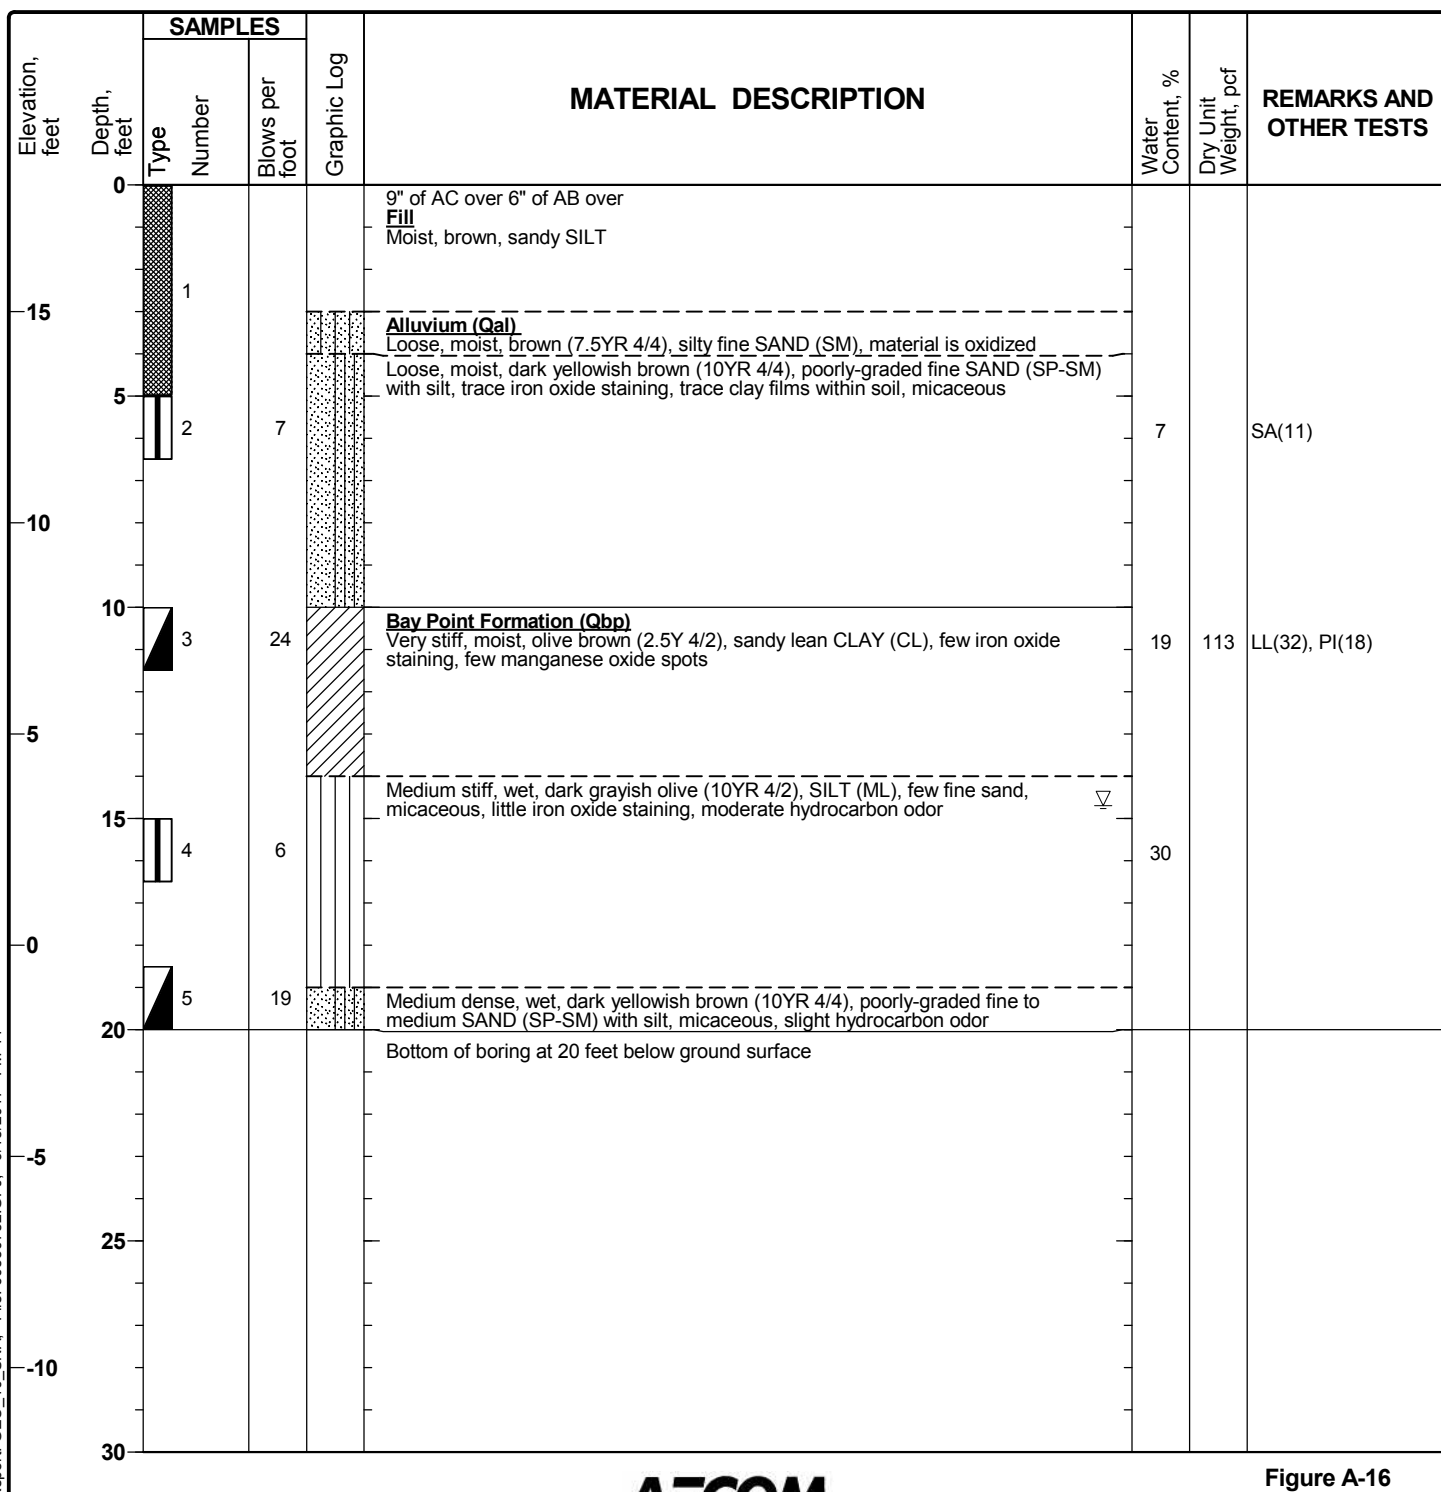 SAMPLES
Elevation,
feet
Depth,
feet
Type
Number
Blows per
foot
Graphic Log
MATERIAL DESCRIPTION
Water
Content, %
Dry Unit
Weight, pcf
REMARKS AND
OTHER TESTS
0
9" of AC over 6" of AB over
Fill
Moist, brown, sandy SILT
1
15
Alluvium (Qal)
Loose, moist, brown (7.5YR 4/4), silty fine SAND (SM), material is oxidized
Loose, moist, dark yellowish brown (10YR 4/4), poorly-graded fine SAND (SP-SM)
with silt, trace iron oxide staining, trace clay films within soil, micaceous
5
2 7 7 SA(11)
10
10
Bay Point Formation (Qbp)
Very stiff, moist, olive brown (2.5Y 4/2), sandy lean CLAY (CL), few iron oxide
staining, few manganese oxide spots
3 24 19 113 LL(32), PI(18)
5
Medium stiff, wet, dark grayish olive (10YR 4/2), SILT (ML), few fine sand,
micaceous, little iron oxide staining, moderate hydrocarbon odor
15
4 6 30
0
5 19
Medium dense, wet, dark yellowish brown (10YR 4/4), poorly-graded fine to
medium SAND (SP-SM) with silt, micaceous, slight hydrocarbon odor
20
Bottom of boring at 20 feet below ground surface
-5
25
-10
30
AECOM
Figure A-16